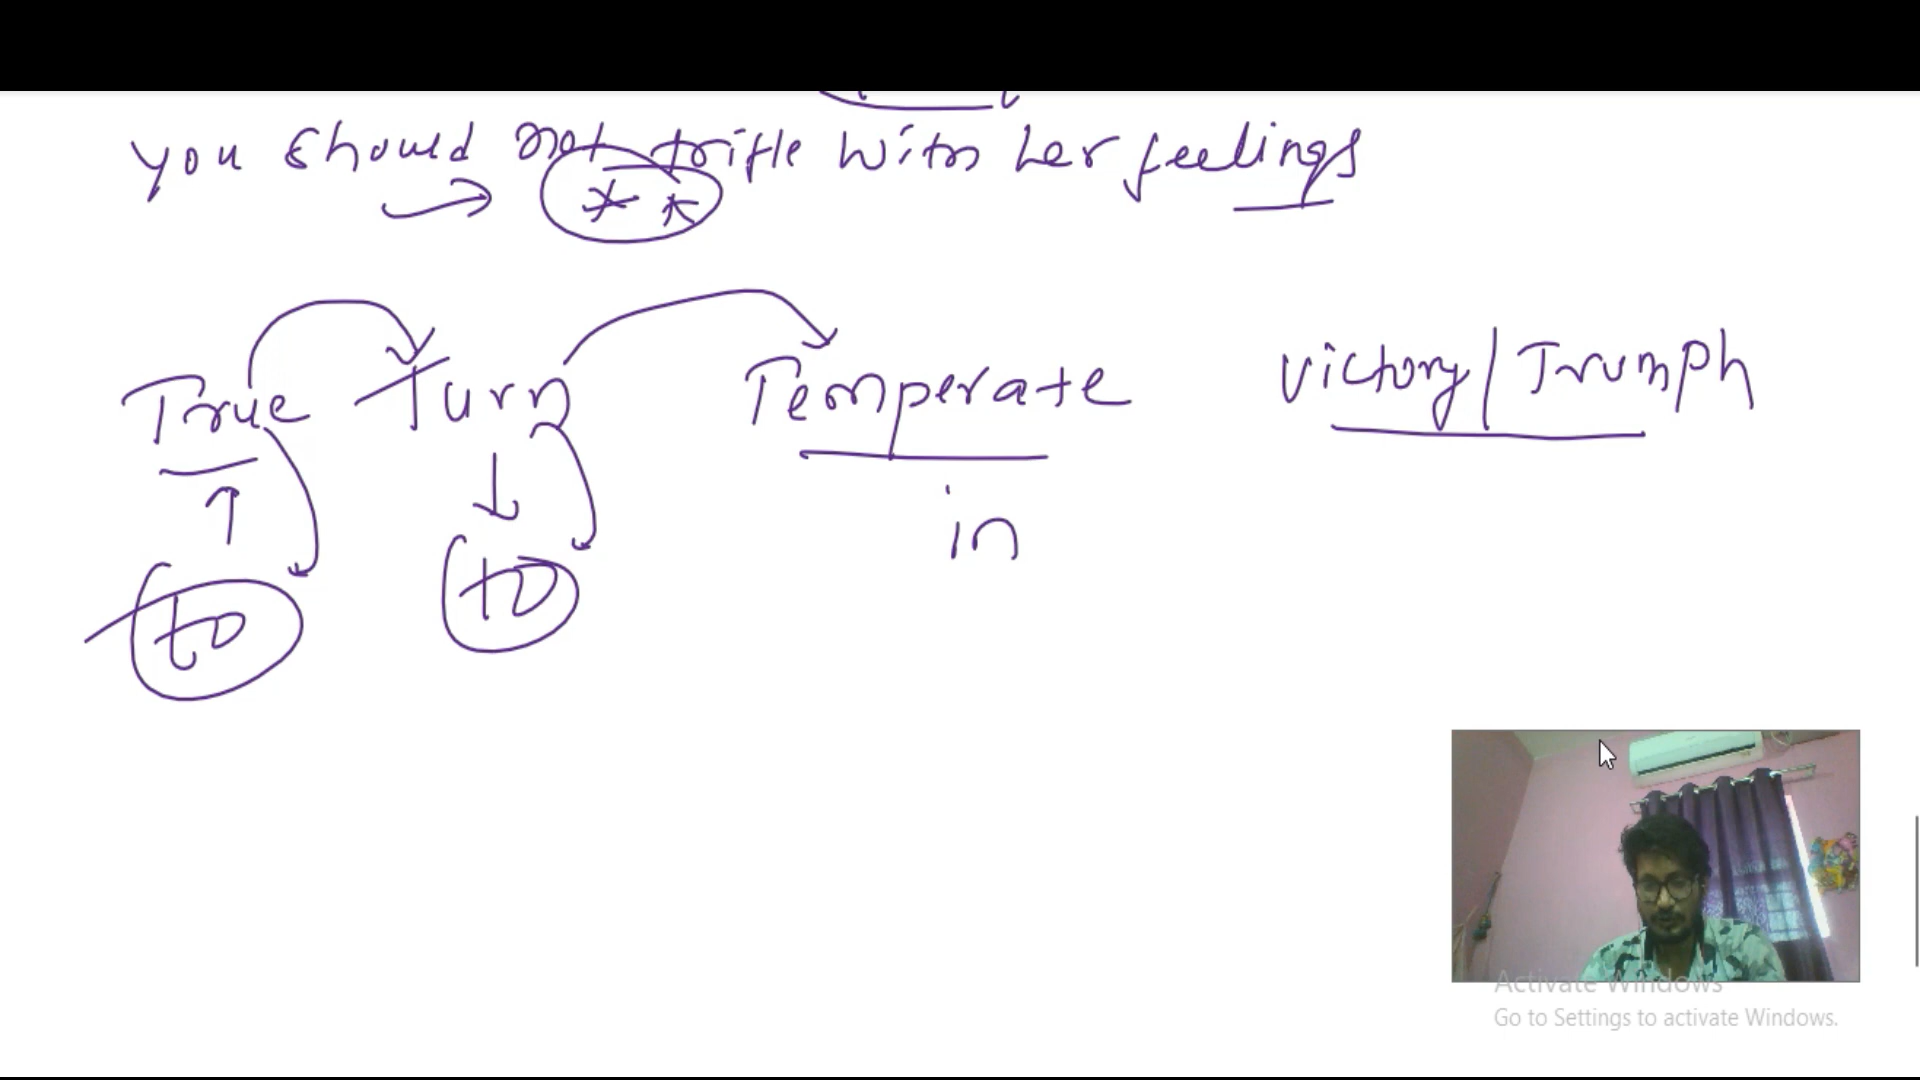 you should not trifle with her feelings
**
True Turn Temperate Victory/Trumph
to to in
Activate Windows
Go to Settings to activate Windows.